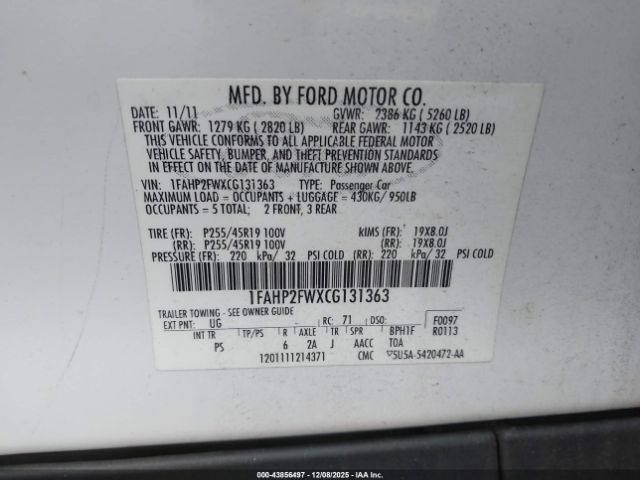 MFD. BY FORD MOTOR CO.
DATE: 11/11 GVWR: 2386 KG ( 5260 LB)
FRONT GAWR: 1279 KG ( 2820 LB) REAR GAWR: 1143 KG ( 2520 LB)
THIS VEHICLE CONFORMS TO ALL APPLICABLE FEDERAL MOTOR
VEHICLE SAFETY, BUMPER, AND THEFT PREVENTION STANDARDS
IN EFFECT ON THE DATE OF MANUFACTURE SHOWN ABOVE.
VIN: 1FAHP2FWXCG131363 TYPE: Passenger Car
MAXIMUM LOAD = OCCUPANTS + LUGGAGE = 430KG/ 950LB
OCCUPANTS = 5 TOTAL; 2 FRONT, 3 REAR
TIRE (FR): P255/45R19 100V RIMS (FR): 19X8.0J
(RR): P255/45R19 100V (RR): 19X8.0J
PRESSURE (FR): 220 kPa/ 32 PSI COLD (RR): 220 kPa/ 32 PSI COLD
1FAHP2FWXCG131363
TRAILER TOWING - SEE OWNER GUIDE
EXT PNT: UG RC: 71 DSO: F0097
INT TR TP/PS R AXLE TR SPR BPH1F R0113
PS 6 2A J AACC TOA
1201111214371 CMC 5U5A-5420472-AA
000-43856497 - 12/08/2025 - © IAA, Inc. All Rights Reserved